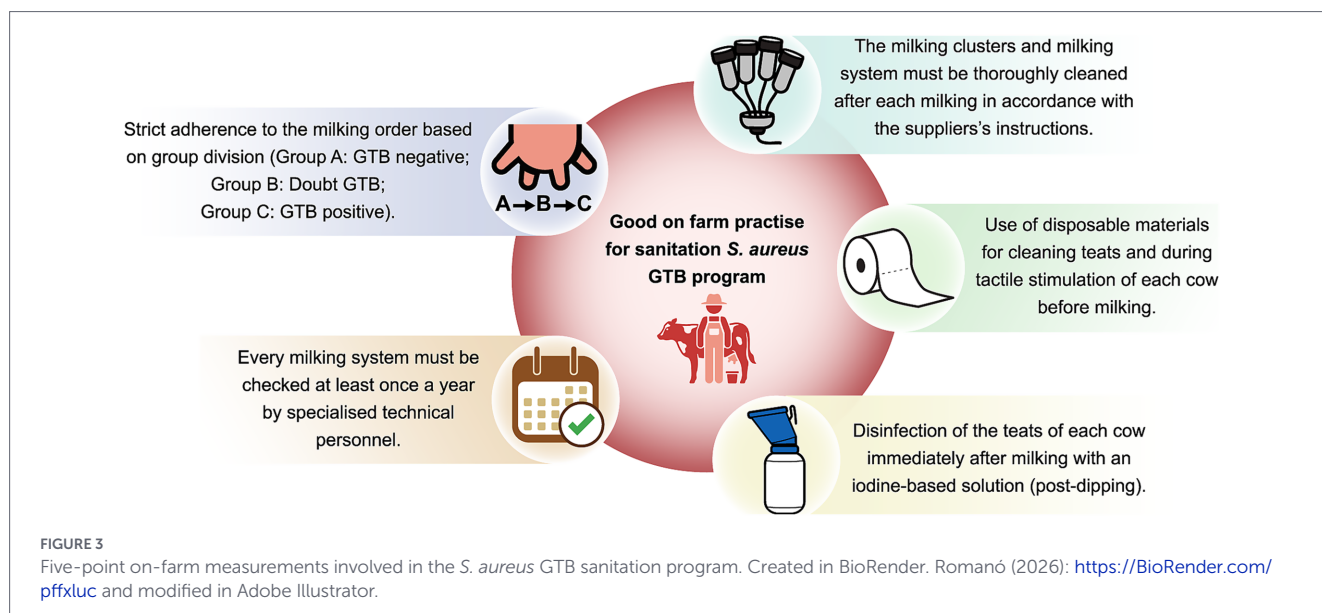 The milking clusters and milking
system must be thoroughly cleaned
after each milking in accordance with
the suppliers's instructions.
Strict adherence to the milking order based
on group division (Group A: GTB negative;
Group B: Doubt GTB;
Group C: GTB positive).
A→B→C
Good on farm practise
for sanitation S. aureus
GTB program
Use of disposable materials
for cleaning teats and during
tactile stimulation of each cow
before milking.
Every milking system must be
checked at least once a year
by specialised technical
personnel.
Disinfection of the teats of each cow
immediately after milking with an
iodine-based solution (post-dipping).
FIGURE 3
Five-point on-farm measurements involved in the S. aureus GTB sanitation program. Created in BioRender. Romanó (2026): https://BioRender.com/
pffxluc and modified in Adobe Illustrator.